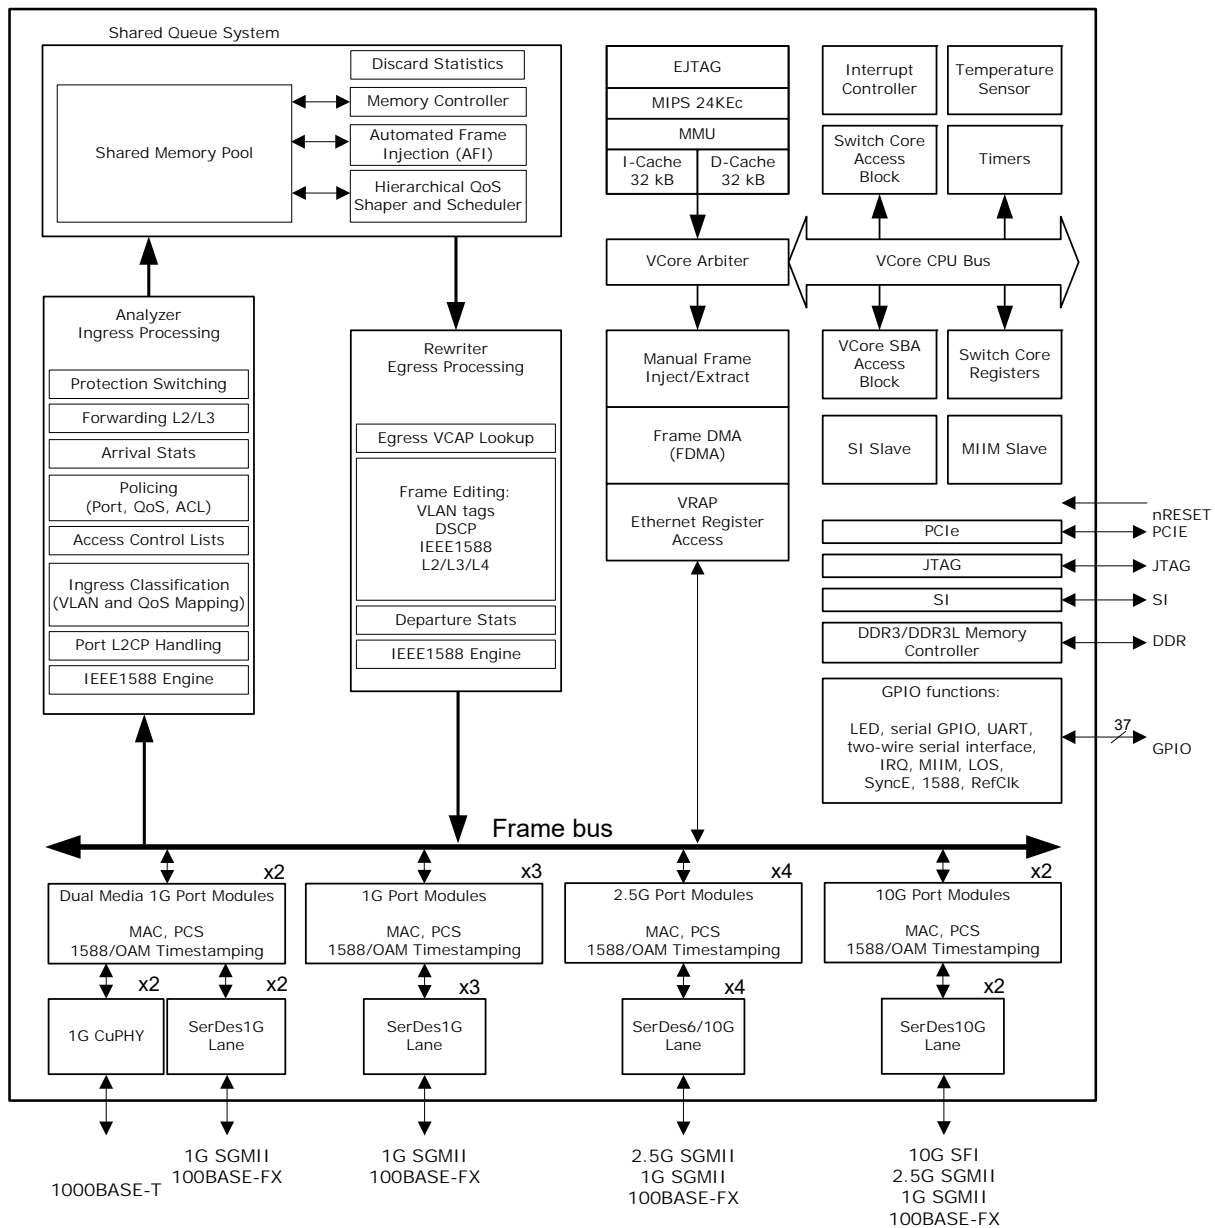 Shared Queue System
Discard Statistics
Shared Memory Pool
Memory Controller
Automated Frame
Injection (AFI)
Hierarchical QoS
Shaper and Scheduler
EJTAG
MIPS 24KEc
MMU
I-Cache
32 kB
D-Cache
32 kB
Interrupt
Controller
Temperature
Sensor
Switch Core
Access
Block
Timers
VCore Arbiter
VCore CPU Bus
Analyzer
Ingress Processing
Protection Switching
Forwarding L2/L3
Arrival Stats
Policing
(Port, QoS, ACL)
Access Control Lists
Ingress Classification
(VLAN and QoS Mapping)
Port L2CP Handling
IEEE1588 Engine
Rewriter
Egress Processing
Egress VCAP Lookup
Frame Editing:
VLAN tags
DSCP
IEEE1588
L2/L3/L4
Departure Stats
IEEE1588 Engine
Manual Frame
Inject/Extract
Frame DMA
(FDMA)
VRAP
Ethernet Register
Access
VCore SBA
Access
Block
Switch Core
Registers
SI Slave
MIIM Slave
nRESET
PCIe
PCIE
JTAG
JTAG
SI
SI
DDR3/DDR3L Memory
Controller
DDR
GPIO functions:
LED, serial GPIO, UART,
two-wire serial interface,
IRQ, MIIM, LOS,
SyncE, 1588, RefClk
37
GPIO
Frame bus
x2
Dual Media 1G Port Modules
MAC, PCS
1588/OAM Timestamping
x3
1G Port Modules
MAC, PCS
1588/OAM Timestamping
x4
2.5G Port Modules
MAC, PCS
1588/OAM Timestamping
x2
10G Port Modules
MAC, PCS
1588/OAM Timestamping
x2
1G CuPHY
x2
SerDes1G
Lane
x3
SerDes1G
Lane
x4
SerDes6/10G
Lane
x2
SerDes10G
Lane
1000BASE-T
1G SGMII
100BASE-FX
1G SGMII
100BASE-FX
2.5G SGMII
1G SGMII
100BASE-FX
10G SFI
2.5G SGMII
1G SGMII
100BASE-FX